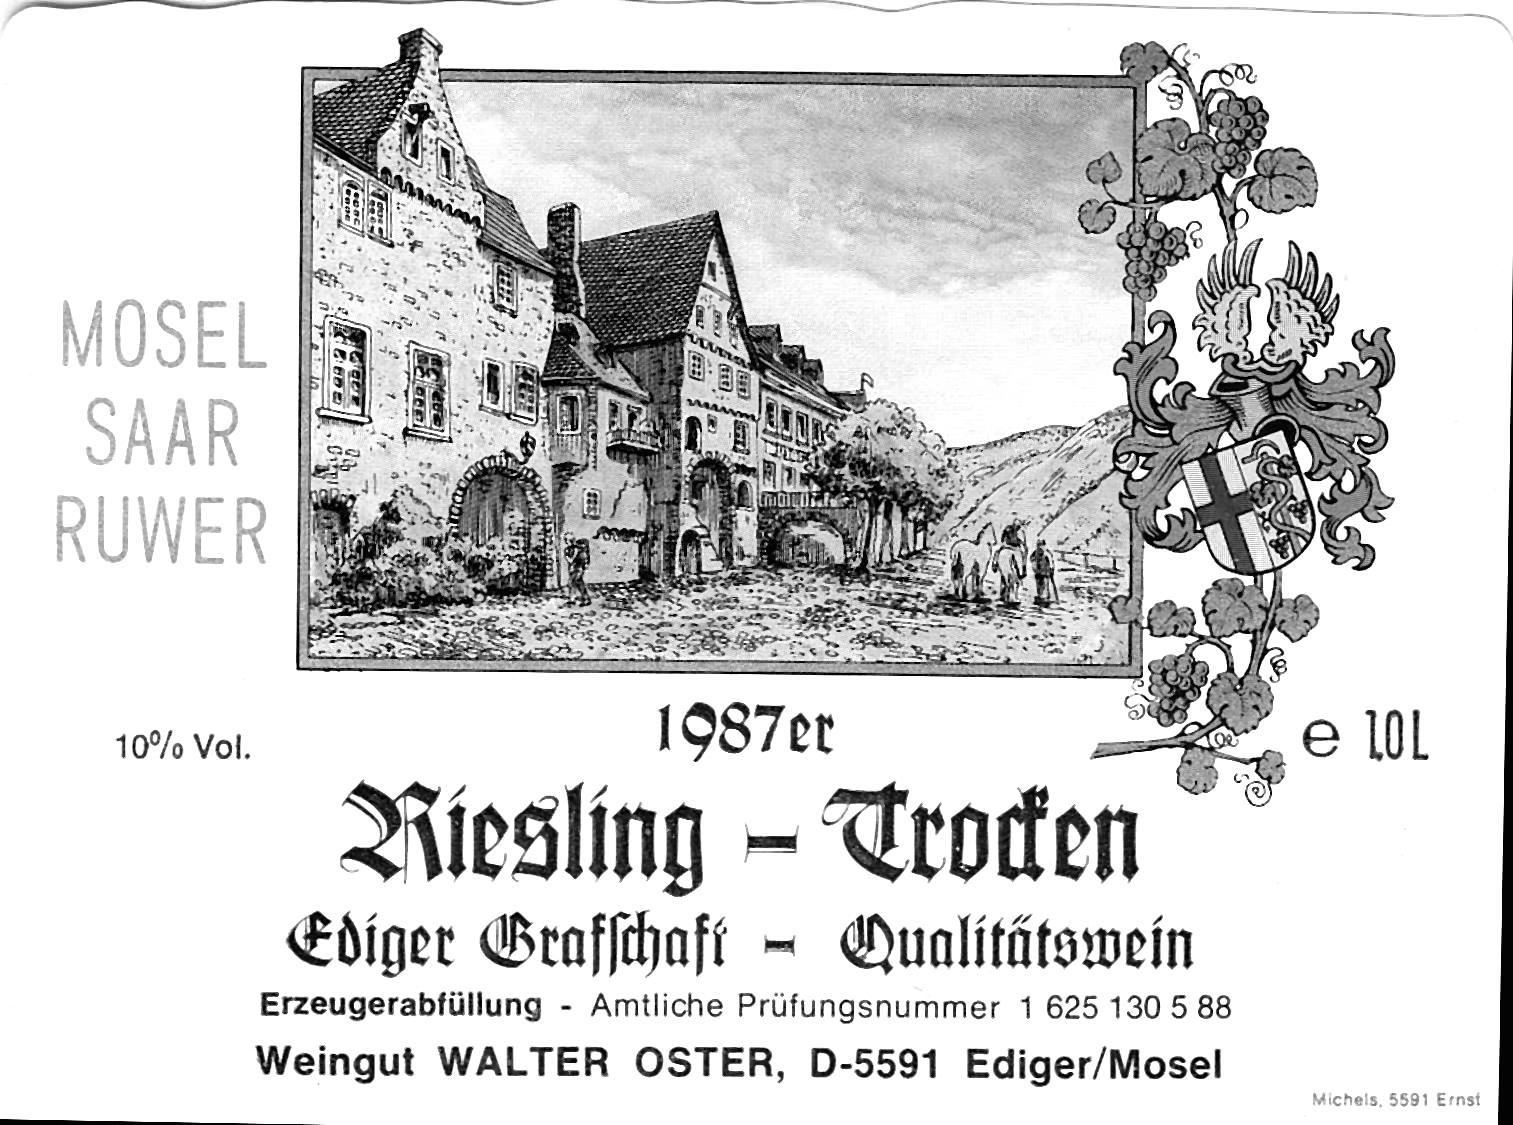 MOSEL
SAAR
RUWER
1987er
10% Vol.
e 1,0 L
Riesling - Trocken
Ediger Grafschaft - Qualitätswein
Erzeugerabfüllung - Amtliche Prüfungsnummer 1 625 130 5 88
Weingut WALTER OSTER, D-5591 Ediger/Mosel
Michels, 5591 Ernst